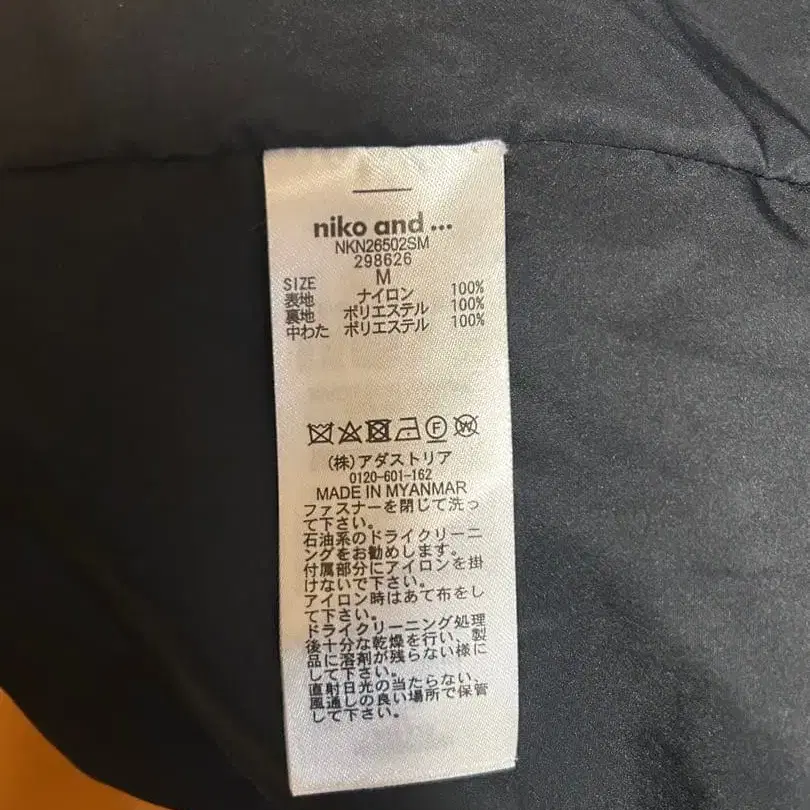 niko and ...
NKN26502SM
298626
SIZE M
表地 ナイロン 100%
裏地 ポリエステル 100%
中わた ポリエステル 100%
F W
(株)アダストリア
0120-601-162
MADE IN MYANMAR
ファスナーを閉じて洗っ
て下さい。
石油系のドライクリーニ
ングをお勧めします。
付属部分にアイロンを掛
けないで下さい。
アイロン時はあて布をし
て下さい。
ドライクリーニング処理
後十分な乾燥を行い、製
品に溶剤が残らない様に
して下さい。
直射日光の当たらない、
風通しの良い場所で保管
して下さい。